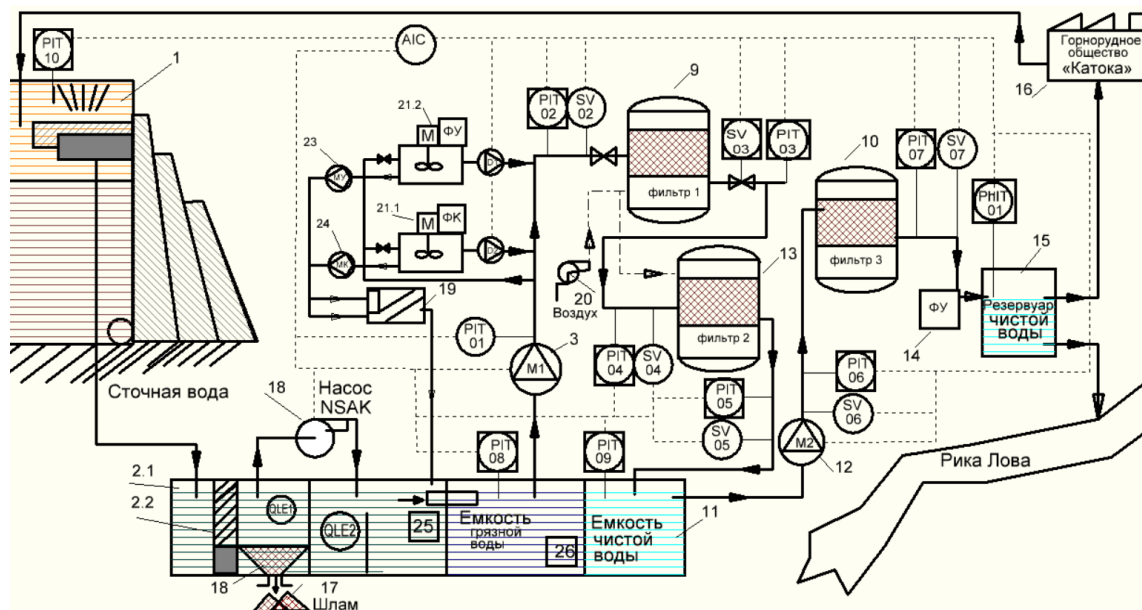 PIT
10
1
AIC
Горнорудное
общество
«Катока»
16
21.2
M
ФУ
PIT
02
SV
02
9
SV
03
PIT
03
10
PIT
07
SV
07
23
МУ
D1
фильтр 1
21.1
M
ФК
PHIT
01
24
МК
D2
13
фильтр 3
15
20
Воздух
19
Резервуар
чистой
воды
ФУ
14
PIT
01
3
M1
фильтр 2
PIT
04
SV
04
PIT
06
Сточная вода
18
Насос
NSAK
PIT
05
SV
05
SV
06
M2
12
PIT
08
PIT
09
Рика Лова
2.1
2.2
QLE1
QLE2
25
Емкость
грязной
воды
26
Емкость
чистой
воды
11
18
17
Шлам